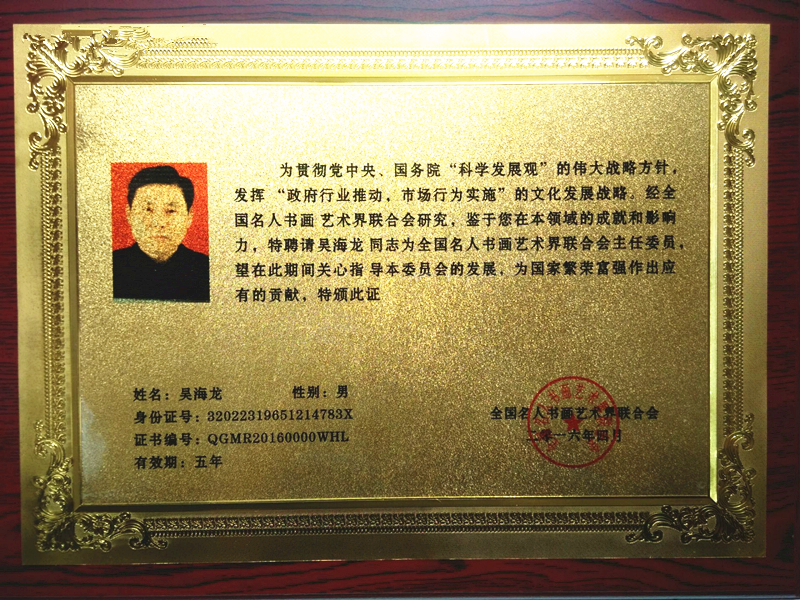 为贯彻党中央、国务院“科学发展观”的伟大战略方针，
发挥 “政府行业推动，市场行为实施”的文化发展战略。经全
国名人书画 艺术界联合会研究，鉴于您在本领域的成就和影响
力，特聘请吴海龙 同志为全国名人书画艺术界联合会主任委员，
望在此期间关心指 导本委员会的发展，为国家繁荣富强作出应
有的贡献，特颁此证
姓名：吴海龙 性别：男
身份证号：32022319651214783X
证书编号：QGMR20160000WHL
有效期：五年
全国名人书画艺术界联合会
二零一六年四月